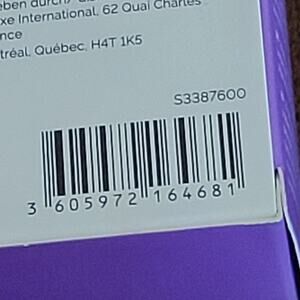 xe International, 62 Quai Charles
nce
tréal, Québec, H4T 1K5
S3387600
3 605972 164681